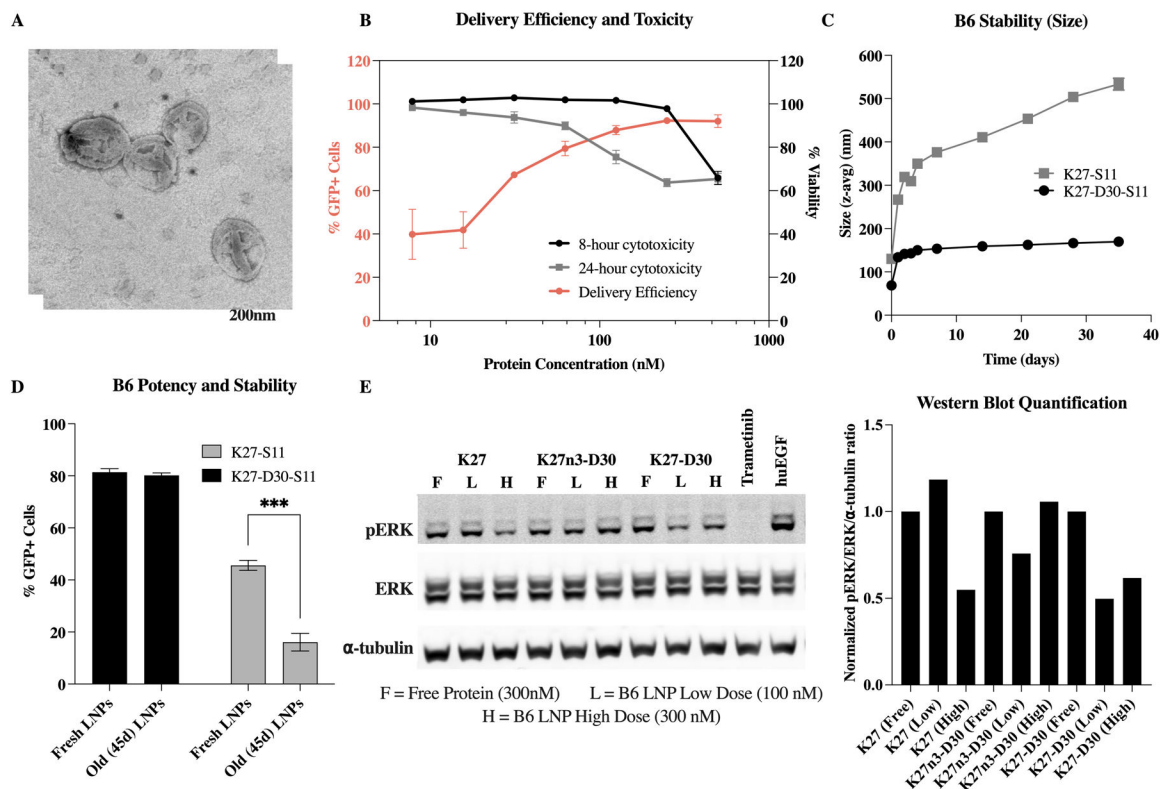 A
200nm
B
Delivery Efficiency and Toxicity
120
100
80
60
40
20
0
% GFP+ Cells
120
100
80
60
40
20
0
% Viability
8-hour cytotoxicity
24-hour cytotoxicity
Delivery Efficiency
10
100
1000
Protein Concentration (nM)
C
B6 Stability (Size)
600
500
400
300
200
100
0
Size (z-avg) (nm)
K27-S11
K27-D30-S11
0
10
20
30
40
Time (days)
D
B6 Potency and Stability
100
80
60
40
20
0
% GFP+ Cells
K27-S11
K27-D30-S11
***
Fresh LNPs
Old (45d) LNPs
Fresh LNPs
Old (45d) LNPs
E
K27 K27n3-D30 K27-D30 Trametinib huEGF
F L H F L H F L H
pERK
ERK
α-tubulin
F = Free Protein (300nM) L = B6 LNP Low Dose (100 nM)
H = B6 LNP High Dose (300 nM)
Western Blot Quantification
1.5
1.0
0.5
0.0
Normalized pERK/ERK/α-tubulin ratio
K27 (Free)
K27 (Low)
K27 (High)
K27n3-D30 (Free)
K27n3-D30 (Low)
K27n3-D30 (High)
K27-D30 (Free)
K27-D30 (Low)
K27-D30 (High)